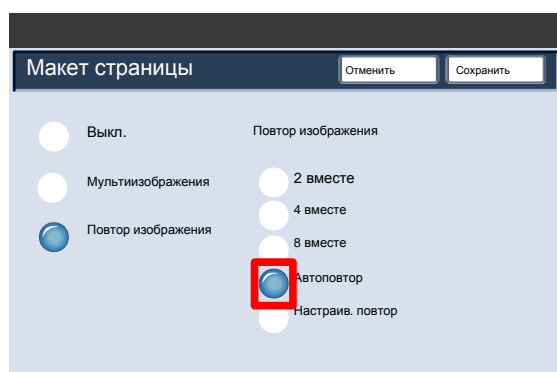 Макет страницы
Отменить
Сохранить
Выкл.
Мультиизображения
Повтор изображения
Повтор изображения
2 вместе
4 вместе
8 вместе
Автоповтор
Настраив. повтор